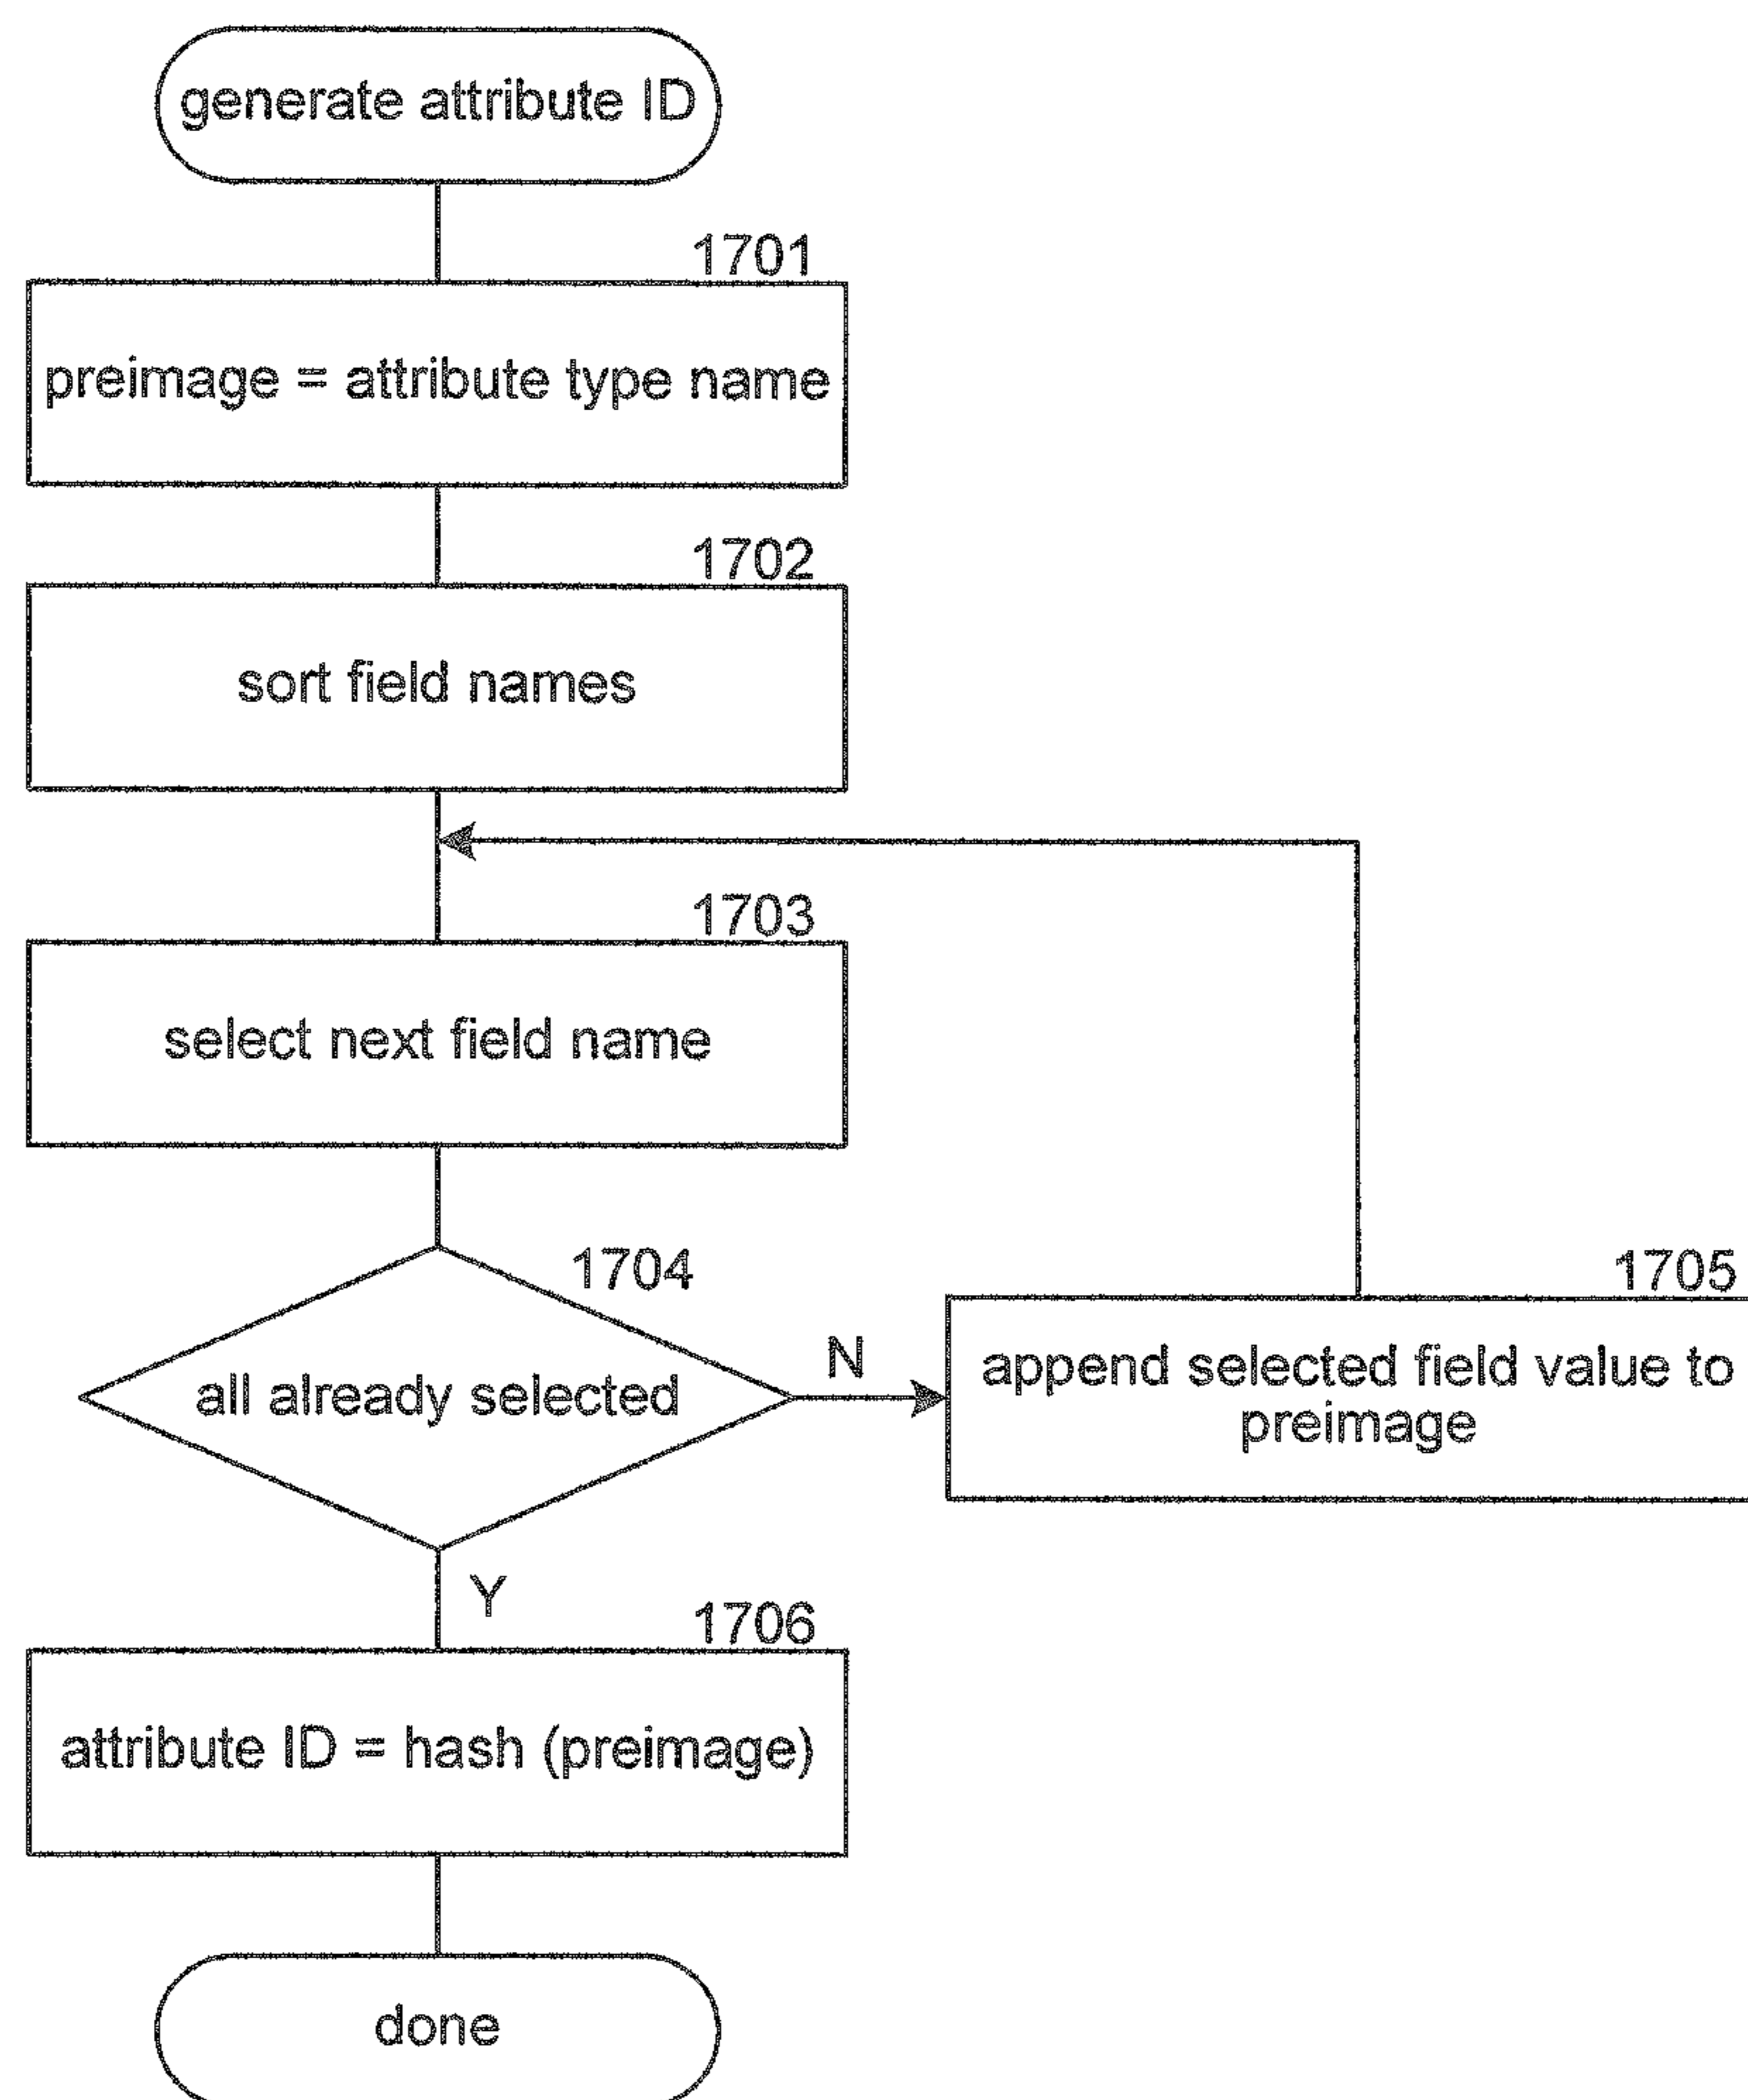 generate attribute ID
1701
preimage = attribute type name
1702
sort field names
1703
select next field name
1704
all already selected
N
1705
append selected field value to
preimage
Y
1706
attribute ID = hash (preimage)
done